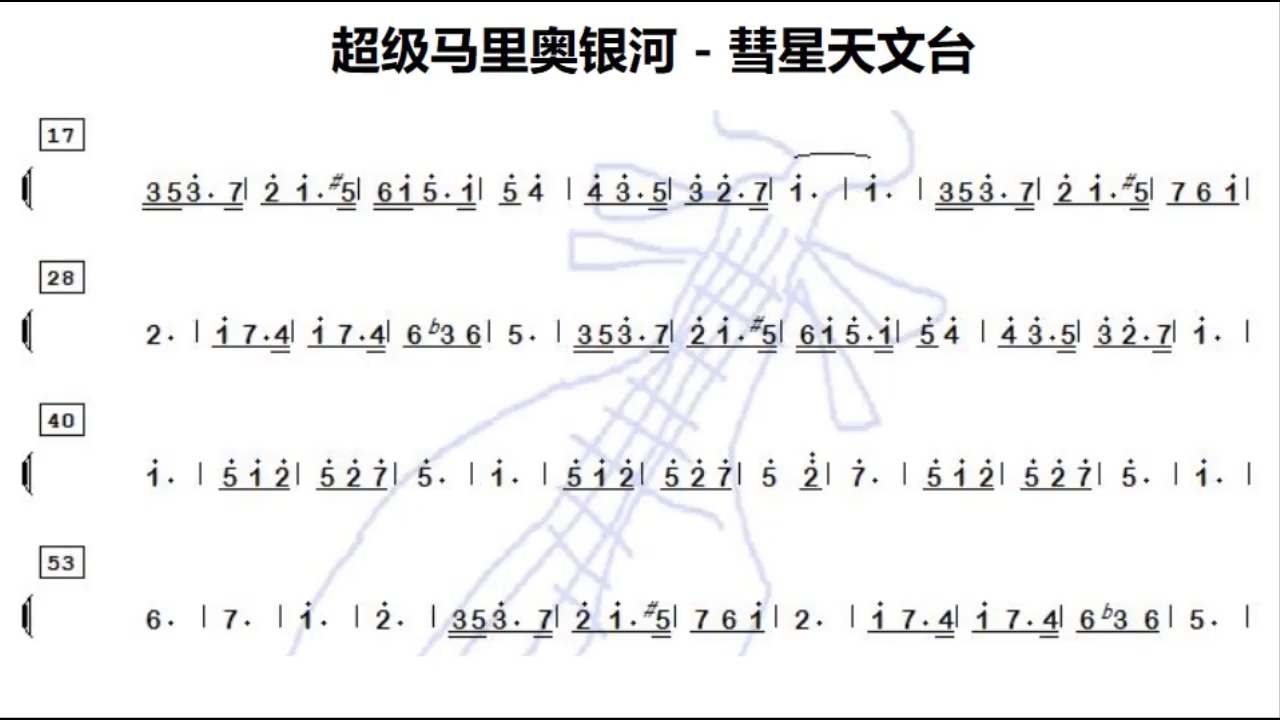 超级马里奥银河 - 彗星天文台
17
3 5 3̇ . 7 | 2̇ 1̇ . #5 | 6 1̇ 5̇ . 1̇ | 5̇ 4̇ | 4̇ 3̇ . 5 | 3̇ 2̇ . 7 | 1̇ . | 1̇ . | 3 5 3̇ . 7 | 2̇ 1̇ . #5 | 7 6 1̇ |
28
2 . | 1̇ 7 . 4 | 1̇ 7 . 4 | 6 b3 6 | 5 . | 3 5 3̇ . 7 | 2̇ 1̇ . #5 | 6 1̇ 5̇ . 1̇ | 5̇ 4̇ | 4̇ 3̇ . 5 | 3̇ 2̇ . 7 | 1̇ . |
40
1̇ . | 5̇ 1̇ 2̇ | 5̇ 2̇ 7̇ | 5̇ . | 1̇ . | 5̇ 1̇ 2̇ | 5̇ 2̇ 7̇ | 5̇ 2̈ | 7̇ . | 5̇ 1̇ 2̇ | 5̇ 2̇ 7̇ | 5̇ . | 1̇ . |
53
6 . | 7 . | 1̇ . | 2̇ . | 3 5 3̇ . 7 | 2̇ 1̇ . #5 | 7 6 1̇ | 2 . | 1̇ 7 . 4 | 1̇ 7 . 4 | 6 b3 6 | 5 . |